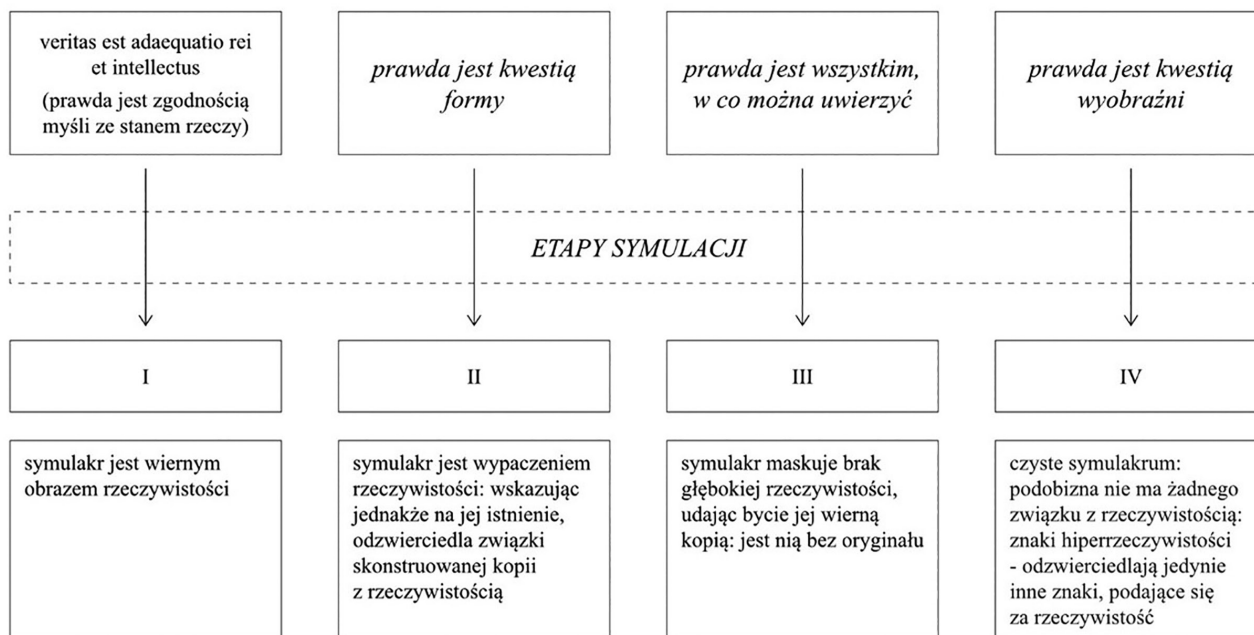 veritas est adaequatio rei
et intellectus
(prawda jest zgodnością
myśli ze stanem rzeczy)
prawda jest kwestią
formy
prawda jest wszystkim,
w co można uwierzyć
prawda jest kwestią
wyobraźni
ETAPY SYMULACJI
I
II
III
IV
symulakr jest wiernym
obrazem rzeczywistości
symulakr jest wypaczeniem
rzeczywistości: wskazując
jednakże na jej istnienie,
odzwierciedla związki
skonstruowanej kopii
z rzeczywistością
symulakr maskuje brak
głębokiej rzeczywistości,
udając bycie jej wierną
kopią: jest nią bez oryginału
czyste symulakrum:
podobizna nie ma żadnego
związku z rzeczywistością:
znaki hiperrzeczywistości
- odzwierciedlają jedynie
inne znaki, podające się
za rzeczywistość